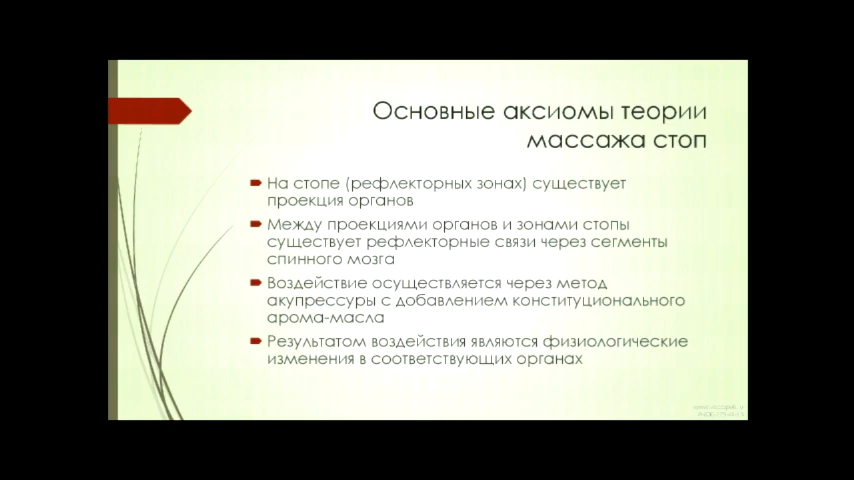 Основные аксиомы теории
массажа стоп
На стопе (рефлекторных зонах) существует
проекция органов
Между проекциями органов и зонами стопы
существует рефлекторные связи через сегменты
спинного мозга
Воздействие осуществляется через метод
акупрессуры с добавлением конституционального
арома-масла
Результатом воздействия являются физиологические
изменения в соответствующих органах